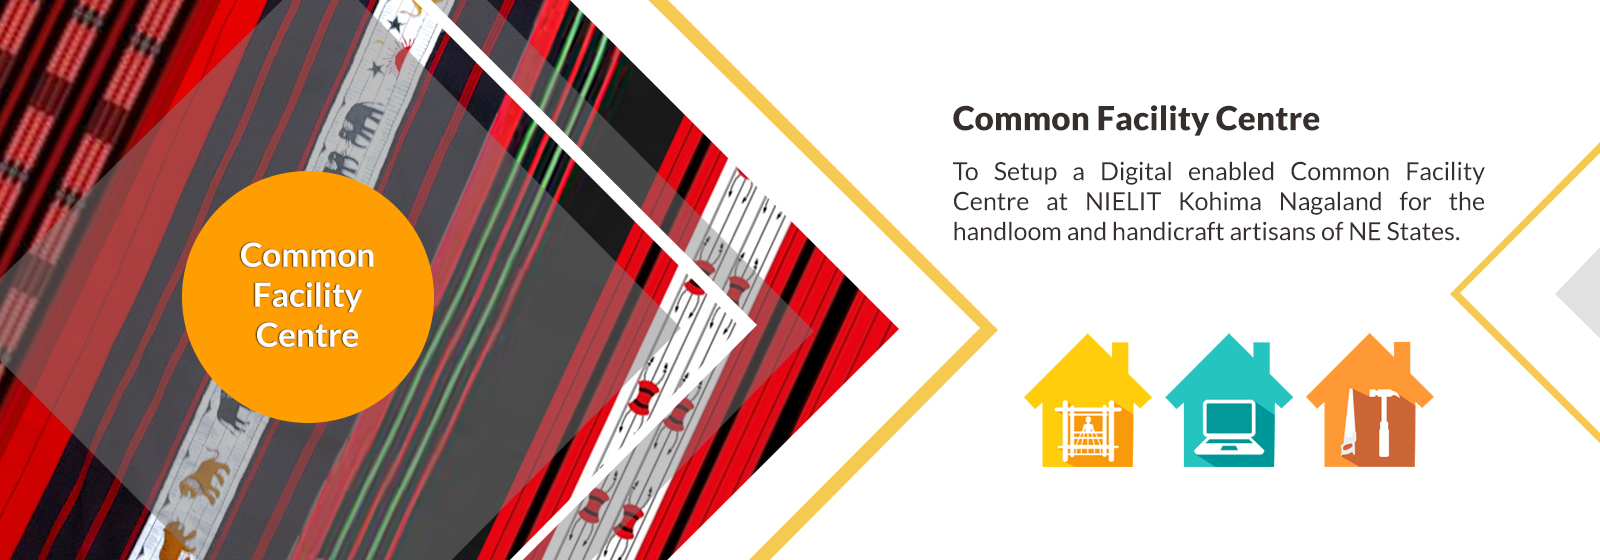 Common
Facility
Centre
Common Facility Centre
To Setup a Digital enabled Common Facility
Centre at NIELIT Kohima Nagaland for the
handloom and handicraft artisans of NE States.